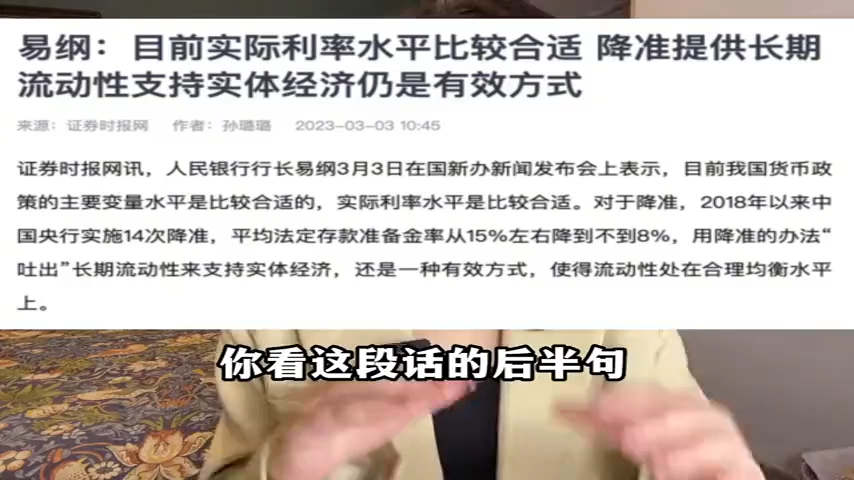 易纲：目前实际利率水平比较合适 降准提供长期
流动性支持实体经济仍是有效方式
来源：证券时报网 作者：孙璐璐 2023-03-03 10:45
证券时报网讯，人民银行行长易纲3月3日在国新办新闻发布会上表示，目前我国货币政
策的主要变量水平是比较合适的，实际利率水平是比较合适。对于降准，2018年以来中
国央行实施14次降准，平均法定存款准备金率从15%左右降到不到8%，用降准的办法“
吐出”长期流动性来支持实体经济，还是一种有效方式，使得流动性处在合理均衡水平
上。
你看这段话的后半句